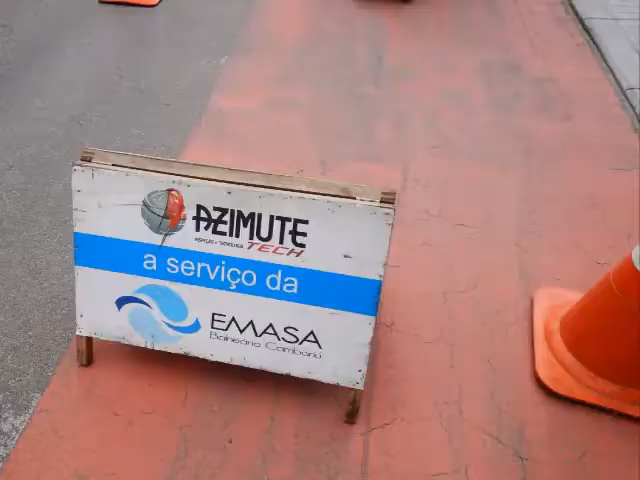 AZIMUTE
TECH
a serviço da
EMASA
Balneário Camboriú